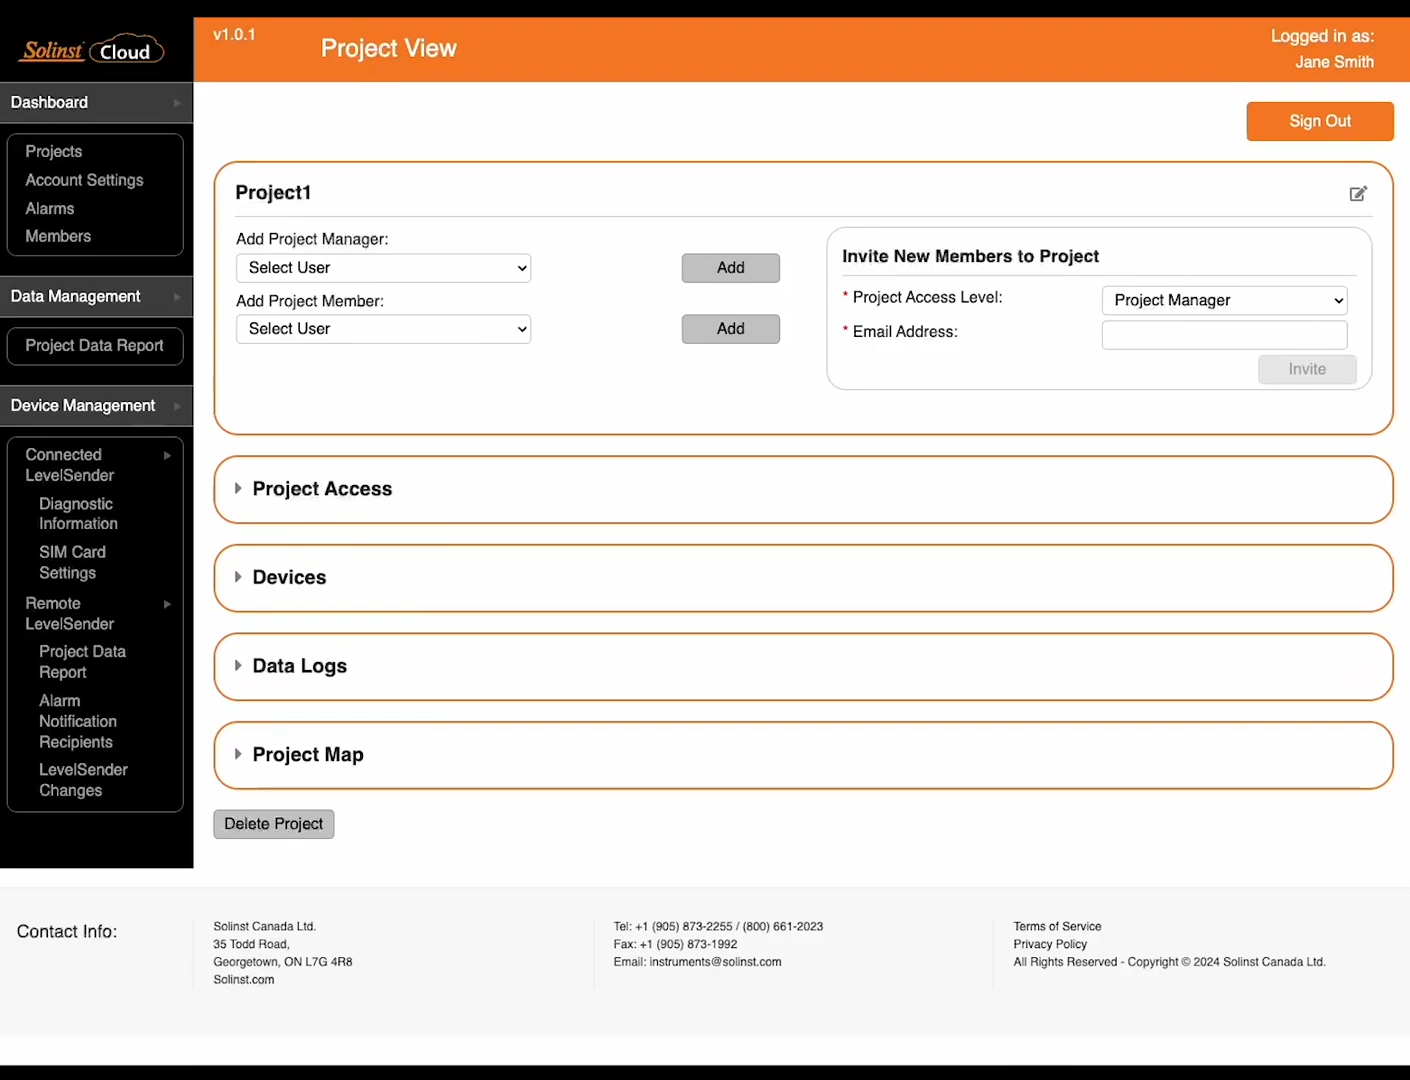 Solinst Cloud
v1.0.1
Project View
Logged in as:
Jane Smith
Sign Out
Dashboard
Projects
Account Settings
Alarms
Members
Data Management
Project Data Report
Device Management
Connected
LevelSender
Diagnostic
Information
SIM Card
Settings
Remote
LevelSender
Project Data
Report
Alarm
Notification
Recipients
LevelSender
Changes
Project1
Add Project Manager:
Select User
Add
Add Project Member:
Select User
Add
Invite New Members to Project
* Project Access Level:
Project Manager
* Email Address:
Invite
Project Access
Devices
Data Logs
Project Map
Delete Project
Contact Info:
Solinst Canada Ltd.
35 Todd Road,
Georgetown, ON L7G 4R8
Solinst.com
Tel: +1 (905) 873-2255 / (800) 661-2023
Fax: +1 (905) 873-1992
Email: instruments@solinst.com
Terms of Service
Privacy Policy
All Rights Reserved - Copyright © 2024 Solinst Canada Ltd.